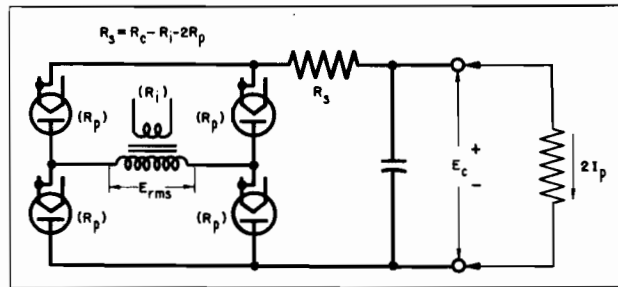 R_s = R_c – R_i – 2R_p
(R_p)
(R_i)
(R_p)
R_s
E_rms
(R_p)
(R_p)
E_c
+
–
2I_p